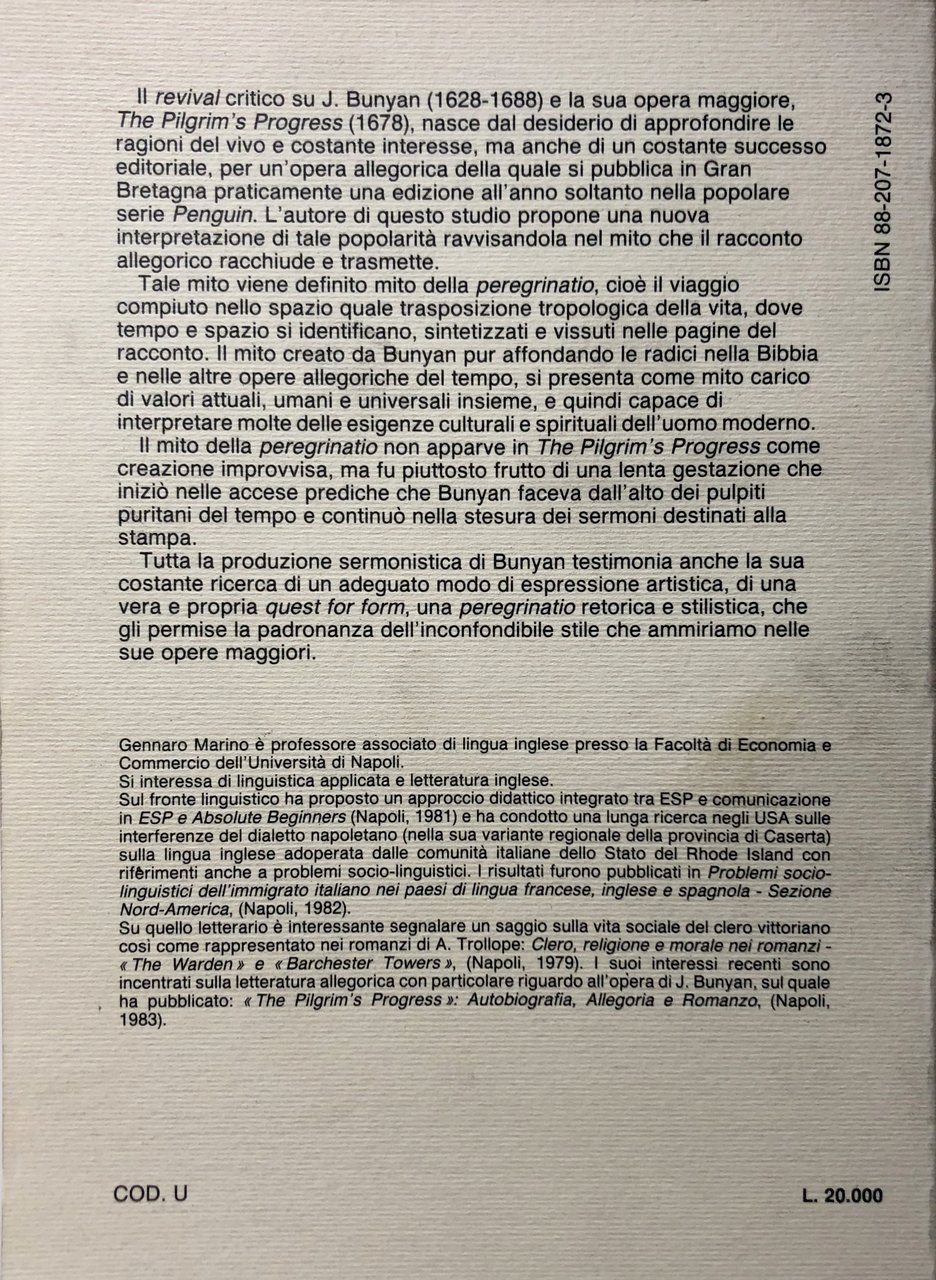 Il revival critico su J. Bunyan (1628-1688) e la sua opera maggiore,
The Pilgrim's Progress (1678), nasce dal desiderio di approfondire le
ragioni del vivo e costante interesse, ma anche di un costante successo
editoriale, per un'opera allegorica della quale si pubblica in Gran
Bretagna praticamente una edizione all'anno soltanto nella popolare
serie Penguin. L'autore di questo studio propone una nuova
interpretazione di tale popolarità ravvisandola nel mito che il racconto
allegorico racchiude e trasmette.
Tale mito viene definito mito della peregrinatio, cioè il viaggio
compiuto nello spazio quale trasposizione tropologica della vita, dove
tempo e spazio si identificano, sintetizzati e vissuti nelle pagine del
racconto. Il mito creato da Bunyan pur affondando le radici nella Bibbia
e nelle altre opere allegoriche del tempo, si presenta come mito carico
di valori attuali, umani e universali insieme, e quindi capace di
interpretare molte delle esigenze culturali e spirituali dell'uomo moderno.
Il mito della peregrinatio non apparve in The Pilgrim's Progress come
creazione improvvisa, ma fu piuttosto frutto di una lenta gestazione che
iniziò nelle accese prediche che Bunyan faceva dall'alto dei pulpiti
puritani del tempo e continuò nella stesura dei sermoni destinati alla
stampa.
Tutta la produzione sermonistica di Bunyan testimonia anche la sua
costante ricerca di un adeguato modo di espressione artistica, di una
vera e propria quest for form, una peregrinatio retorica e stilistica, che
gli permise la padronanza dell'inconfondibile stile che ammiriamo nelle
sue opere maggiori.
ISBN 88-207-1872-3
Gennaro Marino è professore associato di lingua inglese presso la Facoltà di Economia e
Commercio dell'Università di Napoli.
Si interessa di linguistica applicata e letteratura inglese.
Sul fronte linguistico ha proposto un approccio didattico integrato tra ESP e comunicazione
in ESP e Absolute Beginners (Napoli, 1981) e ha condotto una lunga ricerca negli USA sulle
interferenze del dialetto napoletano (nella sua variante regionale della provincia di Caserta)
sulla lingua inglese adoperata dalle comunità italiane dello Stato del Rhode Island con
riferimenti anche a problemi socio-linguistici. I risultati furono pubblicati in Problemi socio-
linguistici dell'immigrato italiano nei paesi di lingua francese, inglese e spagnola - Sezione
Nord-America, (Napoli, 1982).
Su quello letterario è interessante segnalare un saggio sulla vita sociale del clero vittoriano
così come rappresentato nei romanzi di A. Trollope: Clero, religione e morale nei romanzi -
« The Warden » e « Barchester Towers », (Napoli, 1979). I suoi interessi recenti sono
incentrati sulla letteratura allegorica con particolare riguardo all'opera di J. Bunyan, sul quale
ha pubblicato: « The Pilgrim's Progress »: Autobiografia, Allegoria e Romanzo, (Napoli,
1983).
COD. U
L. 20.000